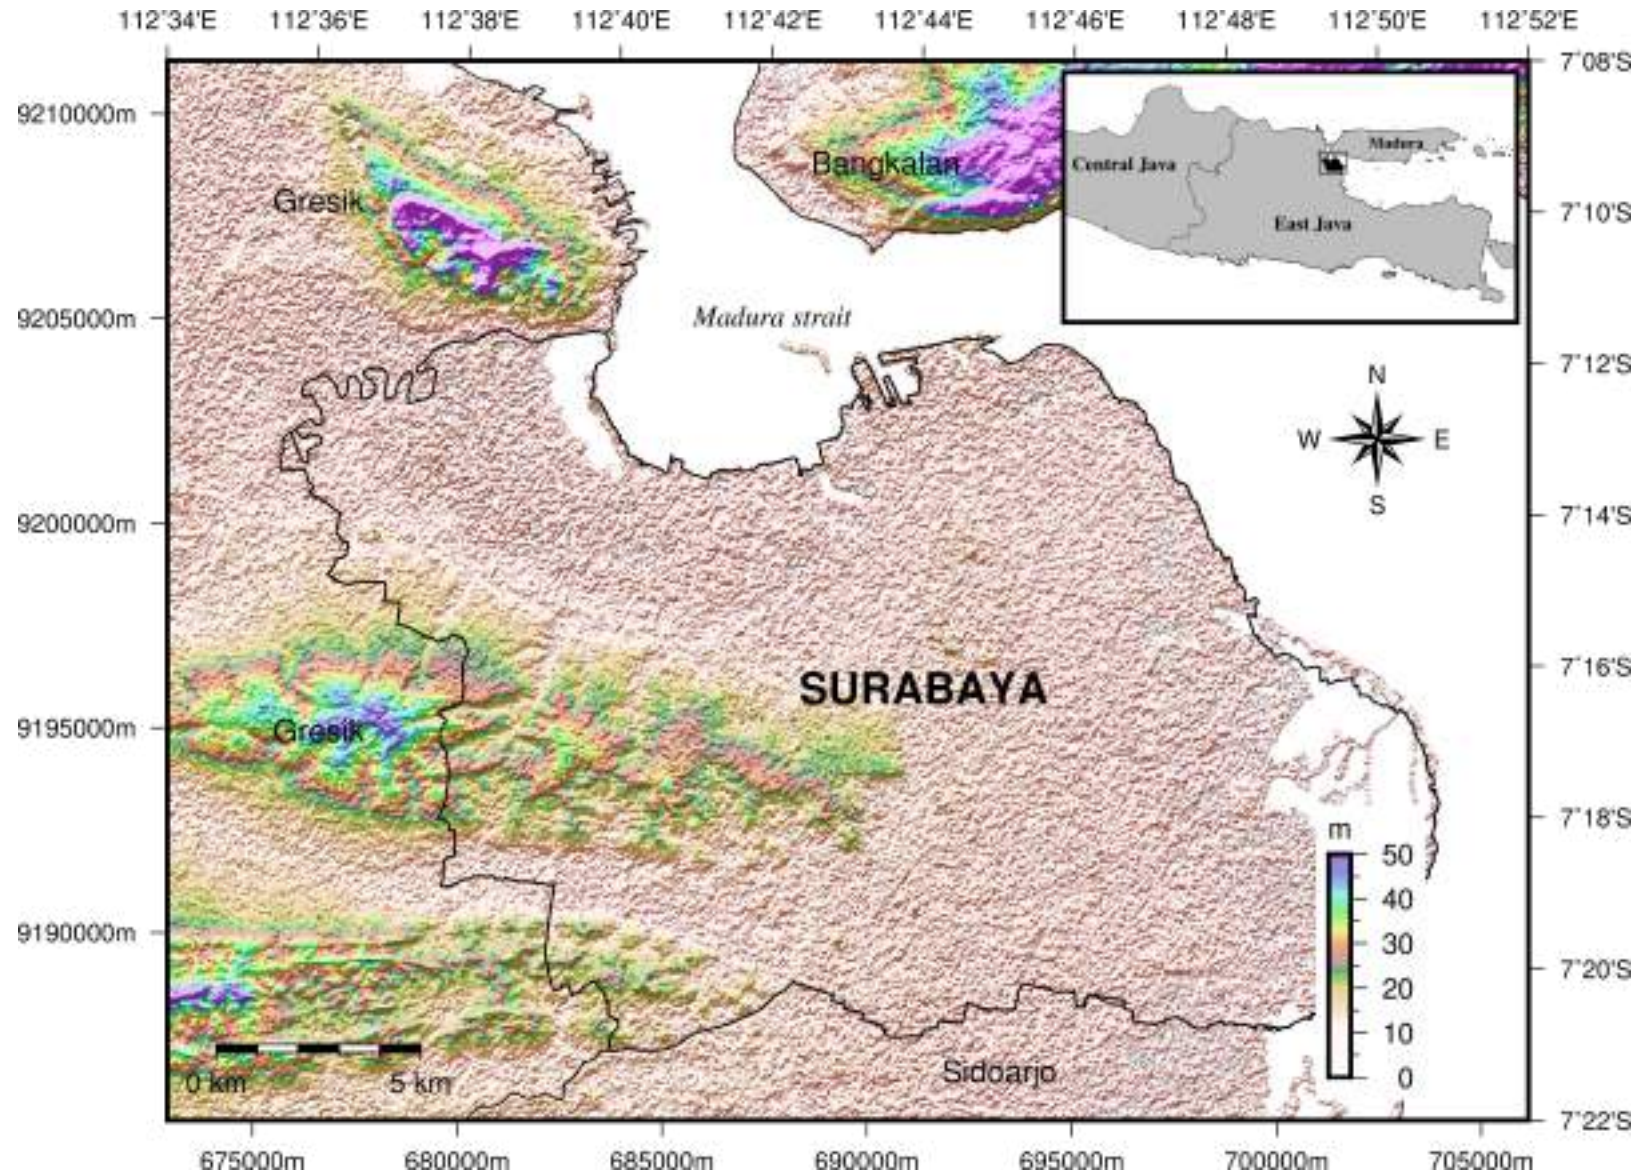 112°34'E 112°36'E 112°38'E 112°40'E 112°42'E 112°44'E 112°46'E 112°48'E 112°50'E 112°52'E
7°08'S
9210000m
Madura
Central Java
Bangkalan
Gresik
7°10'S
East Java
9205000m
Madura strait
7°12'S
N
W E
S
9200000m
7°14'S
7°16'S
SURABAYA
9195000m
Gresik
7°18'S
m
50
40
9190000m
30
7°20'S
20
10
0 km 5 km
Sidoarjo
0
7°22'S
675000m 680000m 685000m 690000m 695000m 700000m 705000m